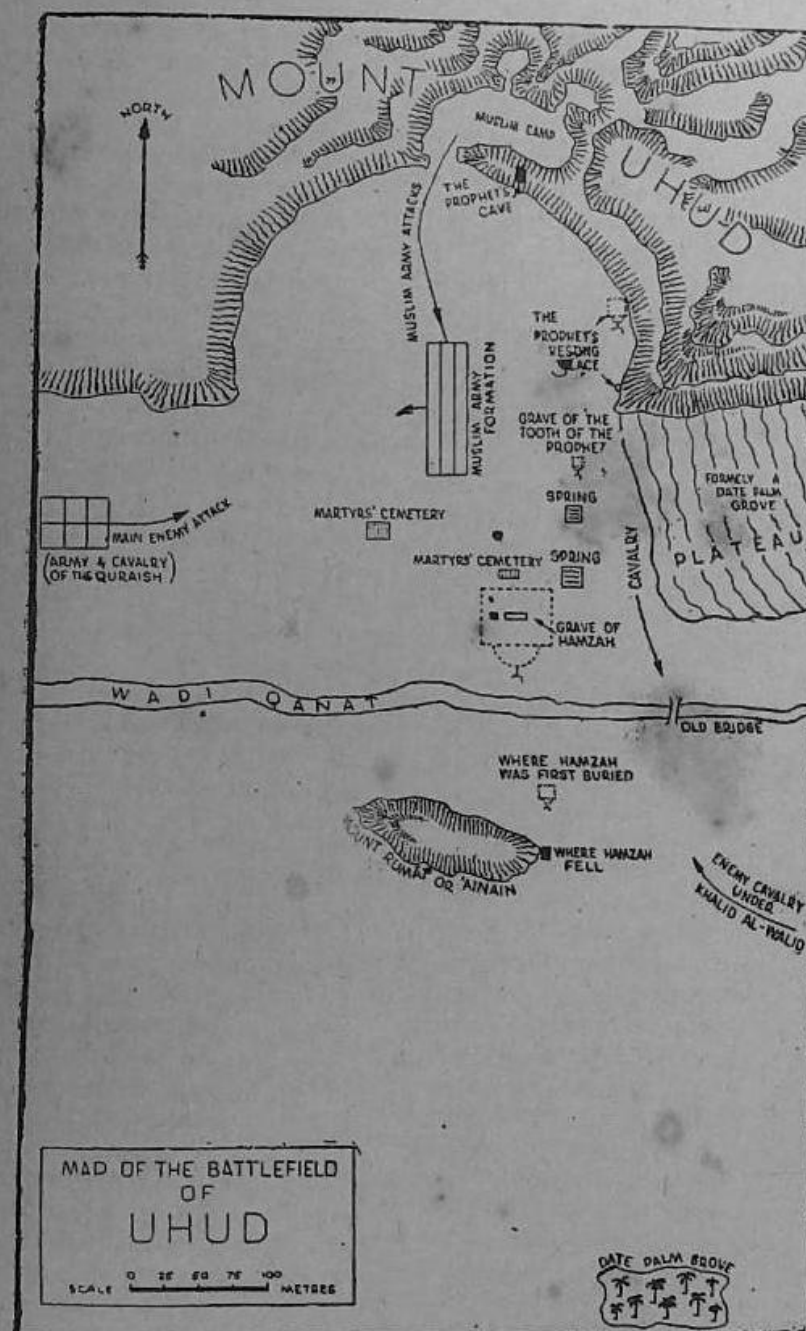 MOUNT
NORTH
MUSLIM CAMP
UHUD
THE
PROPHET'S
CAVE
MUSLIM ARMY ATTACKS
THE
PROPHET'S
RESTING
PLACE
MUSLIM ARMY
FORMATION
GRAVE OF THE
TOOTH OF THE
PROPHET
FORMELY A
DATE PALM
GROVE
PLATEAU
SPRING
MAIN ENEMY ATTACK
(ARMY & CAVALRY)
(OF THE QURAISH)
MARTYRS' CEMETERY
MARTYRS' CEMETERY
SPRING
CAVALRY
GRAVE OF
HAMZAH
WADI QANAT
OLD BRIDGE
WHERE HAMZAH
WAS FIRST BURIED
MOUNT RUMAT OR 'AINAIN
WHERE HAMZAH
FELL
ENEMY CAVALRY
UNDER
KHALID AL-WALID
MAP OF THE BATTLEFIELD
OF
UHUD
SCALE 0 25 50 75 100 METRES
DATE PALM GROVE